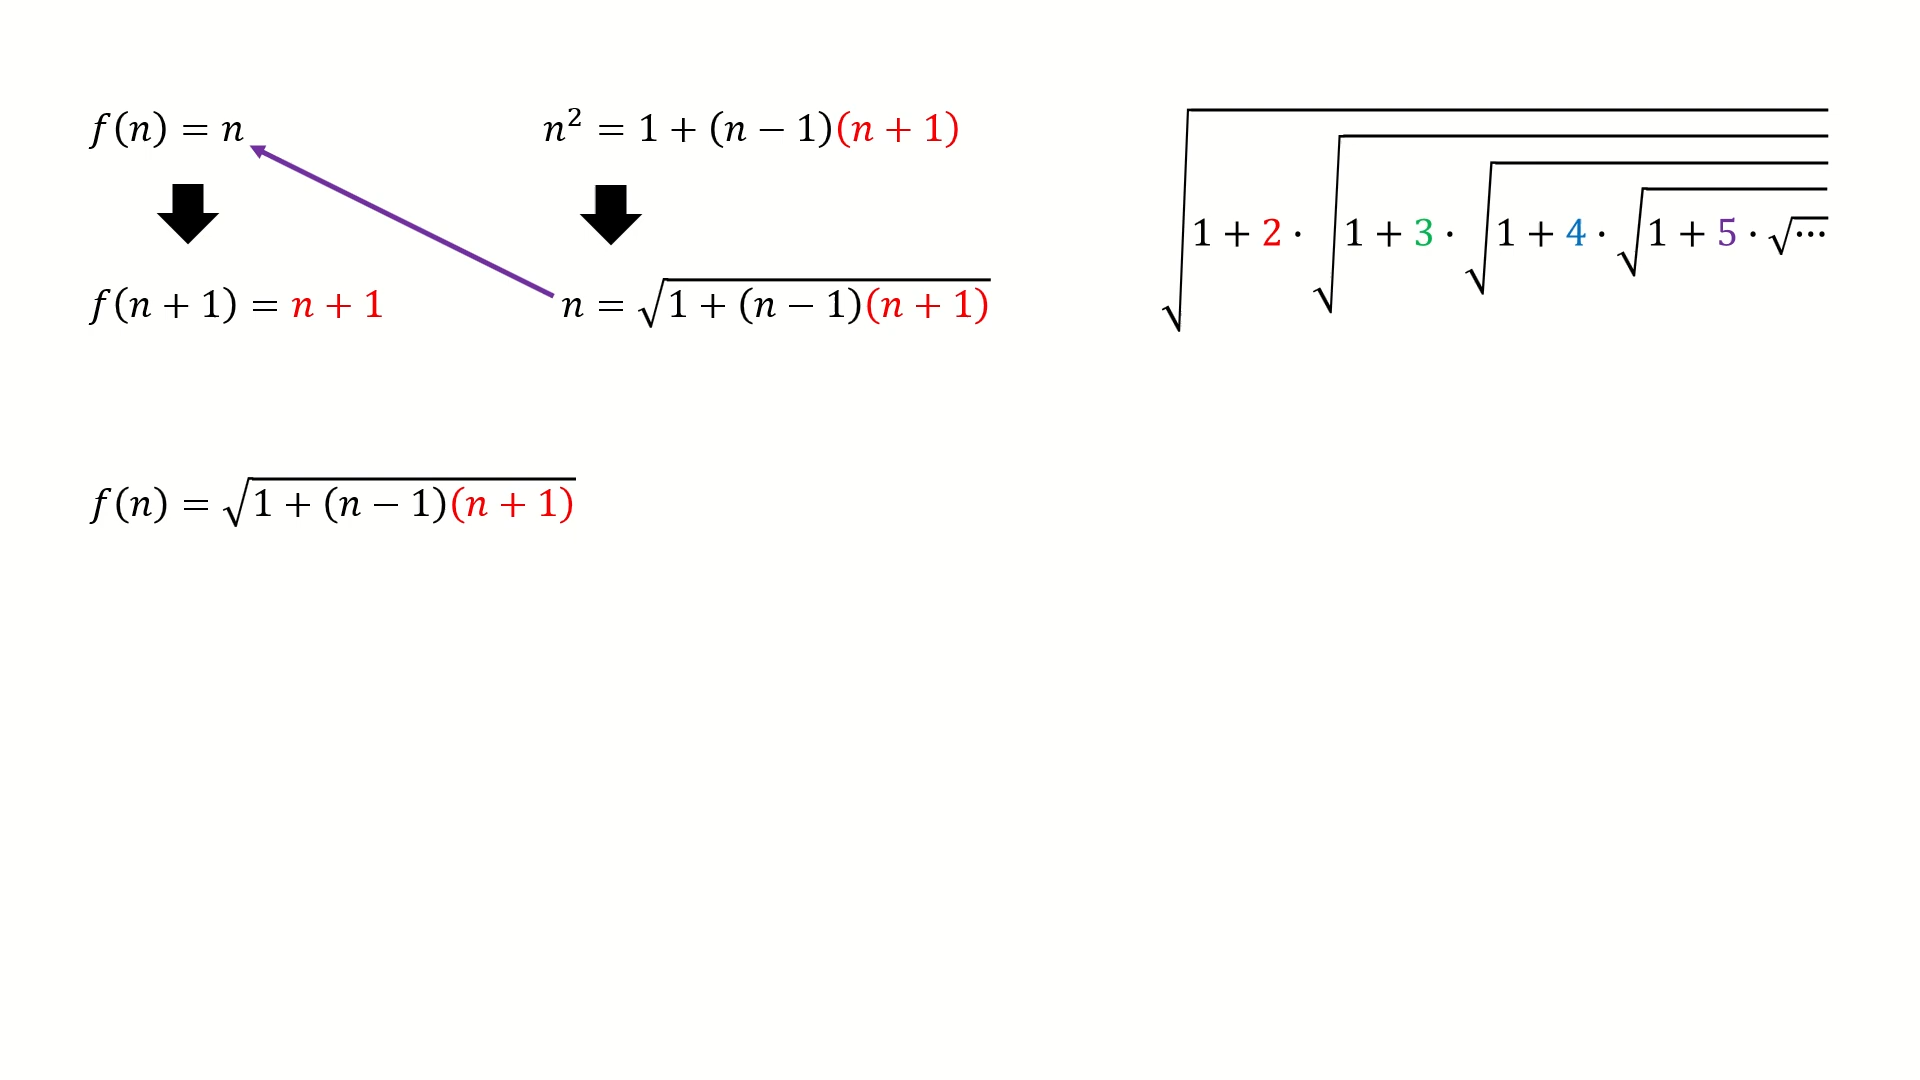 f(n) = n
n² = 1 + (n − 1)(n + 1)
√(1 + 2 · √(1 + 3 · √(1 + 4 · √(1 + 5 · √⋯))))
f(n + 1) = n + 1
n = √(1 + (n − 1)(n + 1))
f(n) = √(1 + (n − 1)(n + 1))